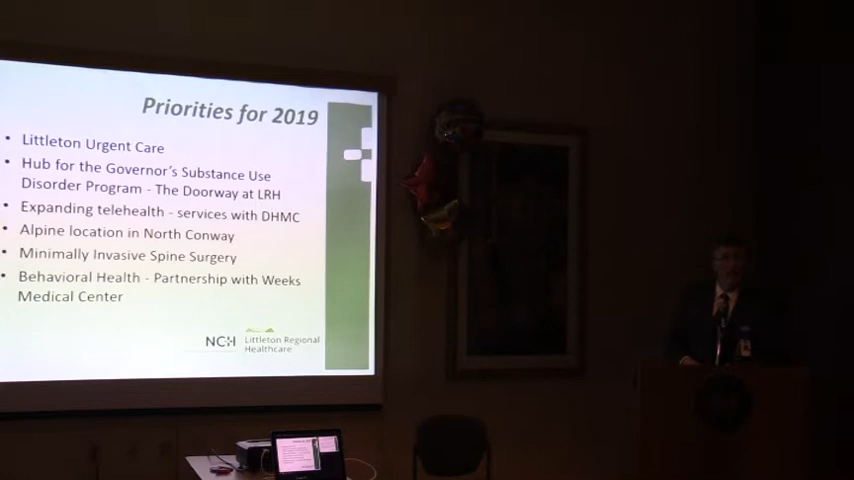 Priorities for 2019
• Littleton Urgent Care
• Hub for the Governor's Substance Use
Disorder Program - The Doorway at LRH
• Expanding telehealth - services with DHMC
• Alpine location in North Conway
• Minimally Invasive Spine Surgery
• Behavioral Health - Partnership with Weeks
Medical Center
NCH
Littleton Regional
Healthcare